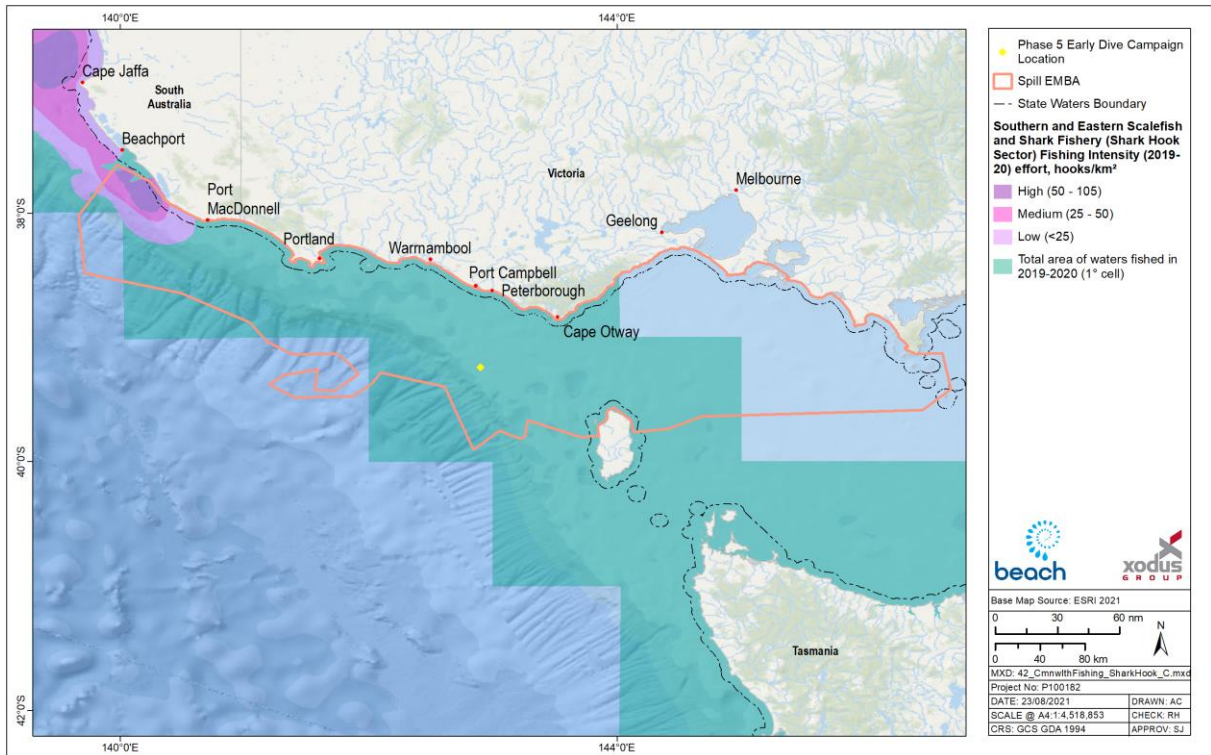 140°0'E
144°0'E
Cape Jaffa
South
Australia
Beachport
Port
MacDonnell
Portland
Warrnambool
Port Campbell
Peterborough
Cape Otway
Victoria
Geelong
Melbourne
Tasmania
38°0'S
40°0'S
42°0'S
38°0'S
40°0'S
42°0'S
140°0'E
144°0'E
Phase 5 Early Dive Campaign
Location
Spill EMBA
State Waters Boundary
Southern and Eastern Scalefish
and Shark Fishery (Shark Hook
Sector) Fishing Intensity (2019-
20) effort, hooks/km²
High (50 - 105)
Medium (25 - 50)
Low (<25)
Total area of waters fished in
2019-2020 (1° cell)
beach
xodus
GROUP
Base Map Source: ESRI 2021
0 30 60 nm
N
0 40 80 km
MXD: 42_CmnwlthFishing_SharkHook_C.mxd
Project No: P100182
DATE: 23/08/2021
DRAWN: AC
SCALE @ A4:1:4,518,853
CHECK: RH
CRS: GCS GDA 1994
APPROV: SJ